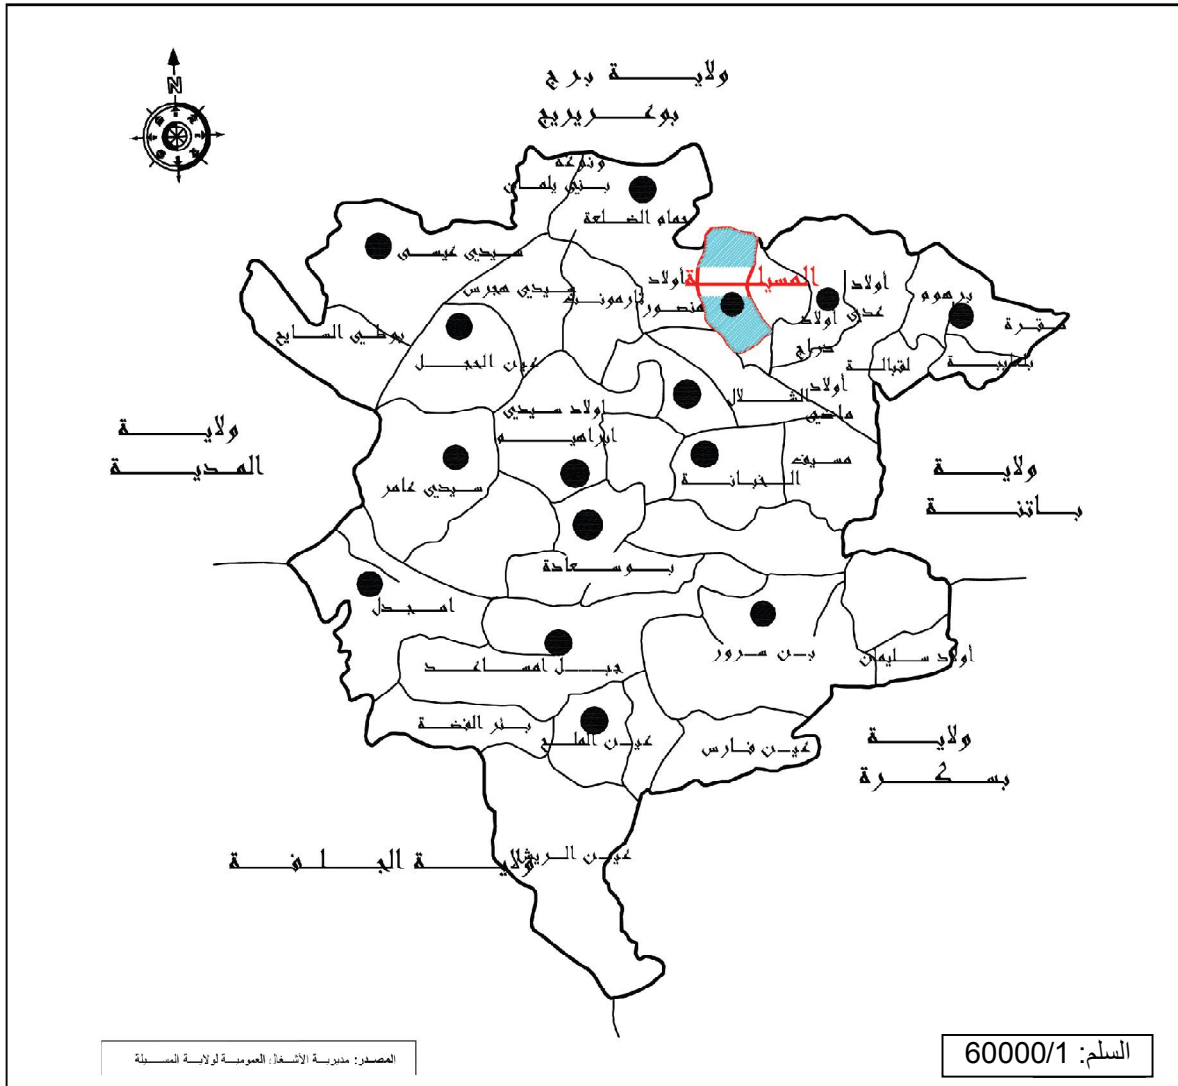 N
ولاية برج
بوعريريج
ونوغة
بني يلمان
حمام الضلعة
سيدي عيسى
المسيلة
أولاد
منصور
تارمونت
سيدي هجرس
بوطي السايح
عين الحجل
أولاد
عدي
أولاد
دراج
برهوم
مقرة
بلعايبة
لقبالة
أولاد
ماضي
الشلال
أولاد سيدي
ابراهيم
ولاية
المدية
سيدي عامر
الخبانة
مسيف
ولاية
باتنة
بوسعادة
امجدل
جبل امساعد
بن سرور
أولاد سليمان
بئر الفضة
عين الملح
عين فارس
ولاية
بسكرة
ولاية الجلفة
عين الريش
المصدر: مديرية الأشغال العمومية لولاية المسيلة
السلم: 60000/1